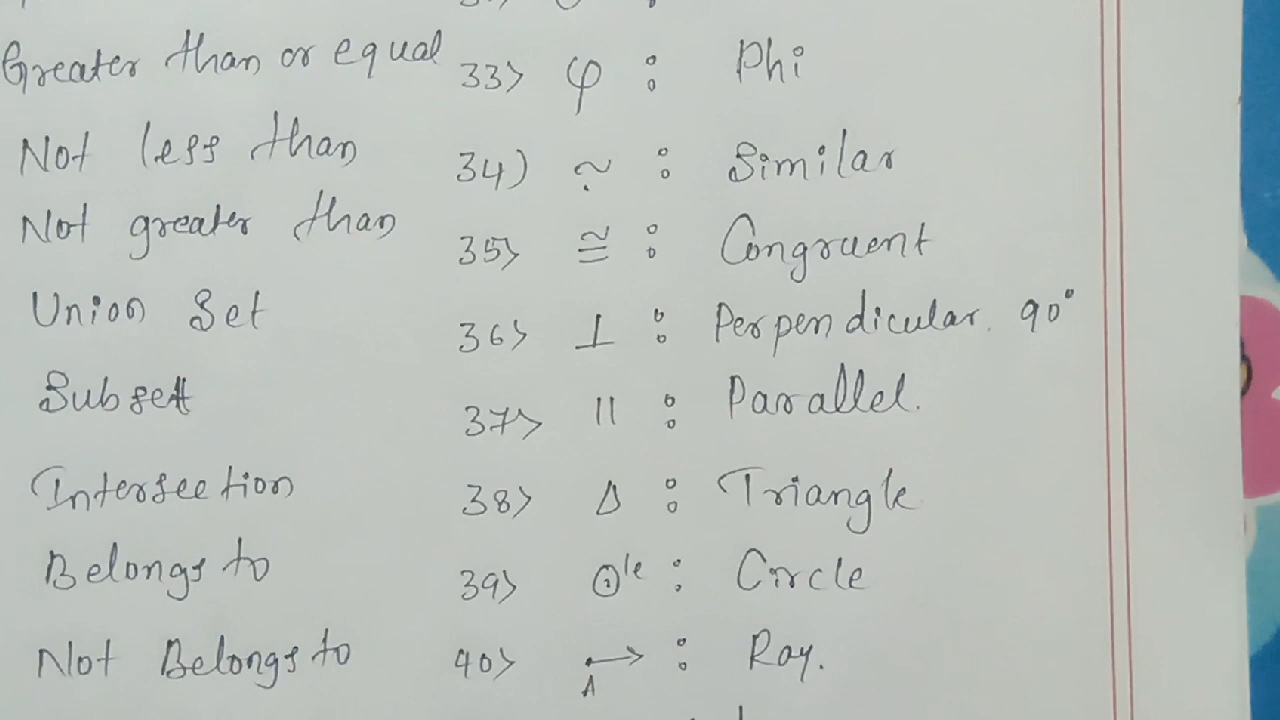 Greater than or equal
Not less than
Not greater than
Union Set
Subset
Intersection
Belongs to
Not Belongs to
33> φ : Phi
34) ~ : Similar
35> ≅ : Congruent
36> ⊥ : Perpendicular. 90°
37> || : Parallel.
38> Δ : Triangle
39> ⊙le : Circle
40> → : Ray.
A